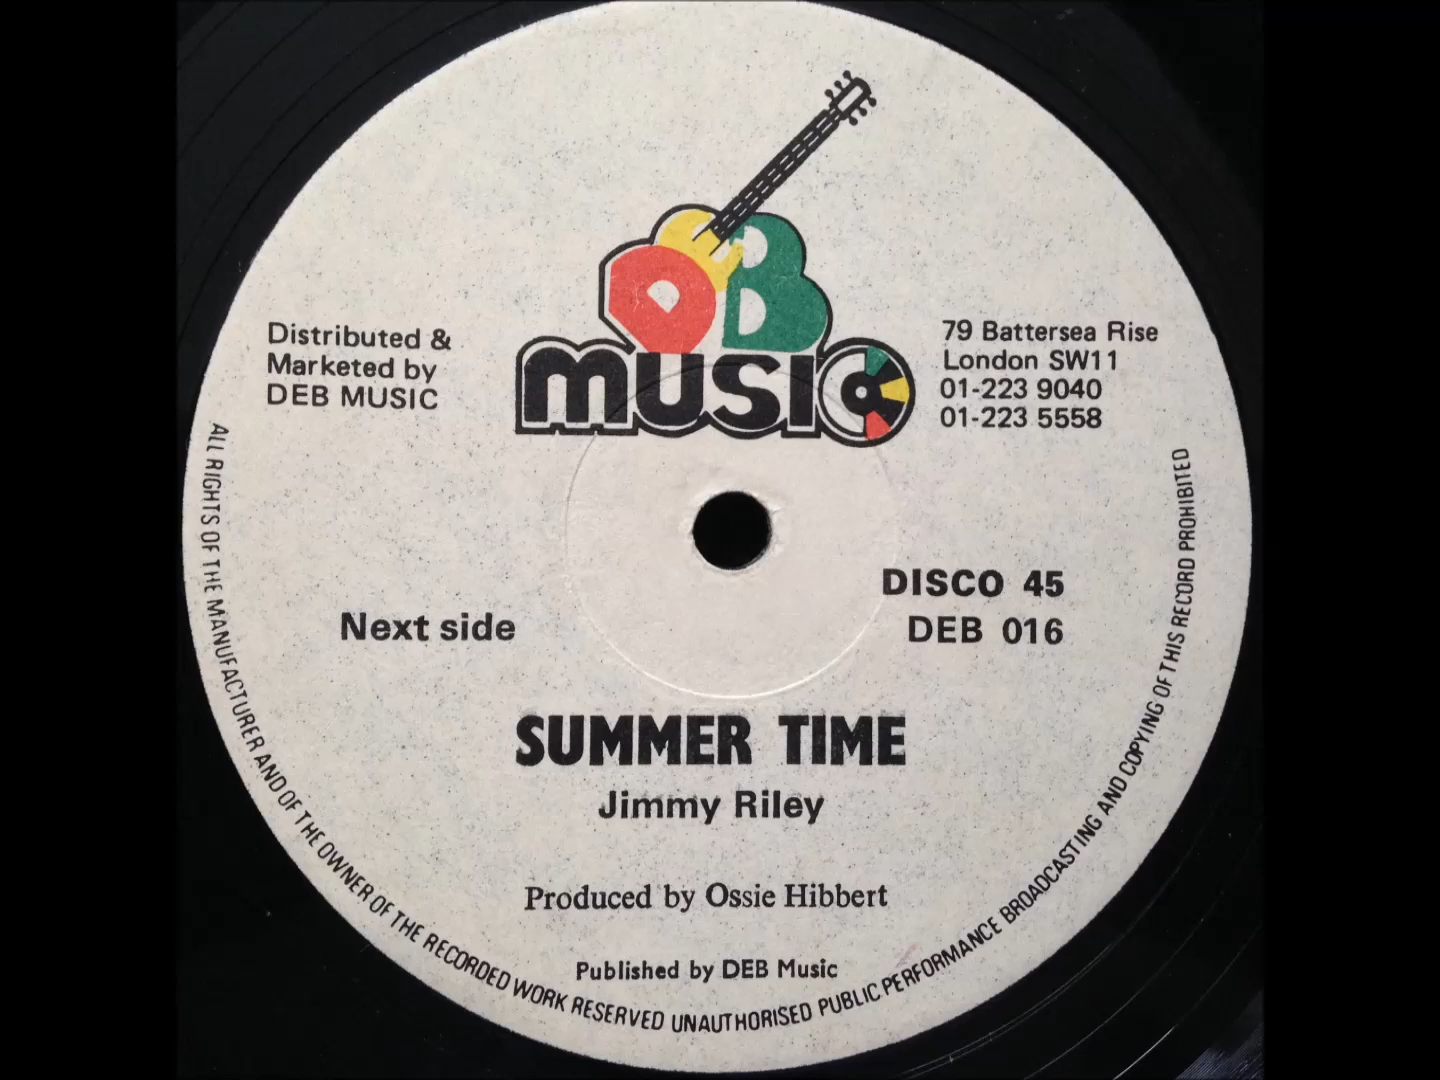 DEB
MUSIC
Distributed &
Marketed by
DEB MUSIC
79 Battersea Rise
London SW11
01-223 9040
01-223 5558
DISCO 45
DEB 016
Next side
SUMMER TIME
Jimmy Riley
Produced by Ossie Hibbert
Published by DEB Music
ALL RIGHTS OF THE MANUFACTURER AND OF THE OWNER OF THE RECORDED WORK RESERVED UNAUTHORISED PUBLIC PERFORMANCE BROADCASTING AND COPYING OF THIS RECORD PROHIBITED